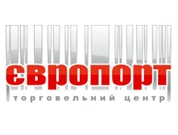 європорт
торговельний центр